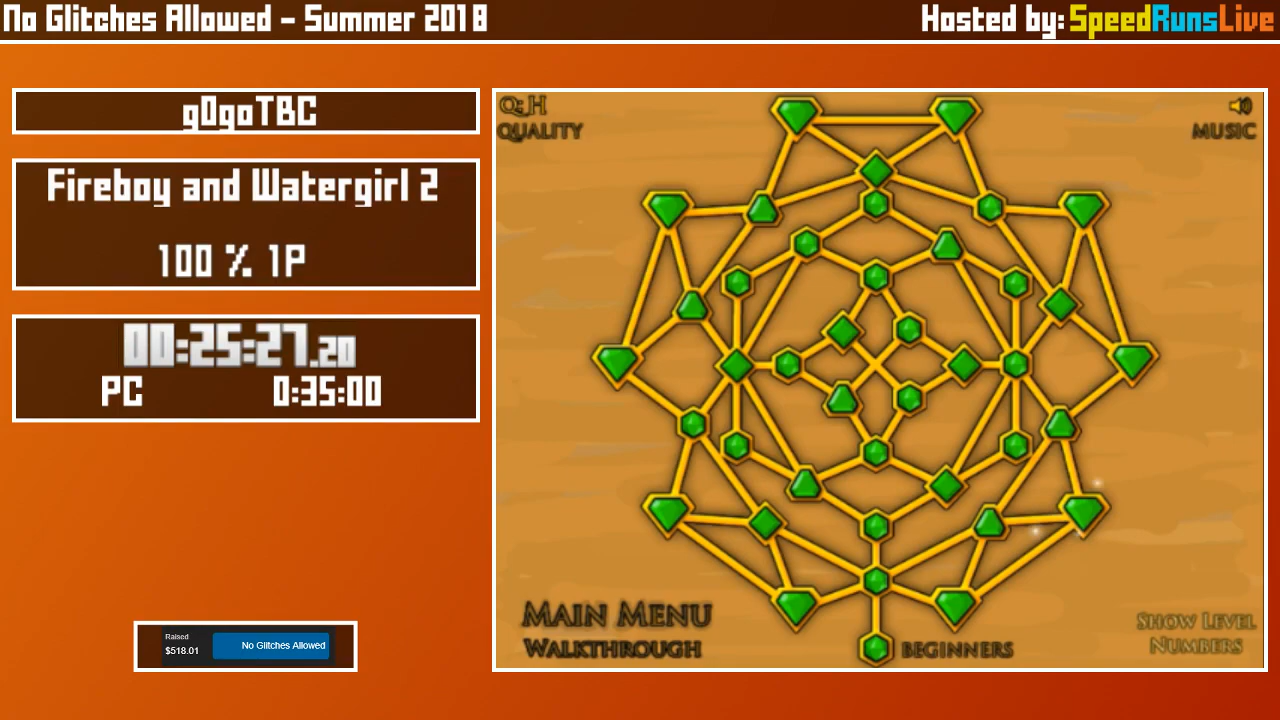 No Glitches Allowed - Summer 2018
Hosted by: SpeedRunsLive
g0goTBC
Fireboy and Watergirl 2
100 % 1P
00:25:27.20
PC 0:35:00
Raised
$518.01
No Glitches Allowed
Q: H
QUALITY
MUSIC
MAIN MENU
WALKTHROUGH
BEGINNERS
SHOW LEVEL
NUMBERS